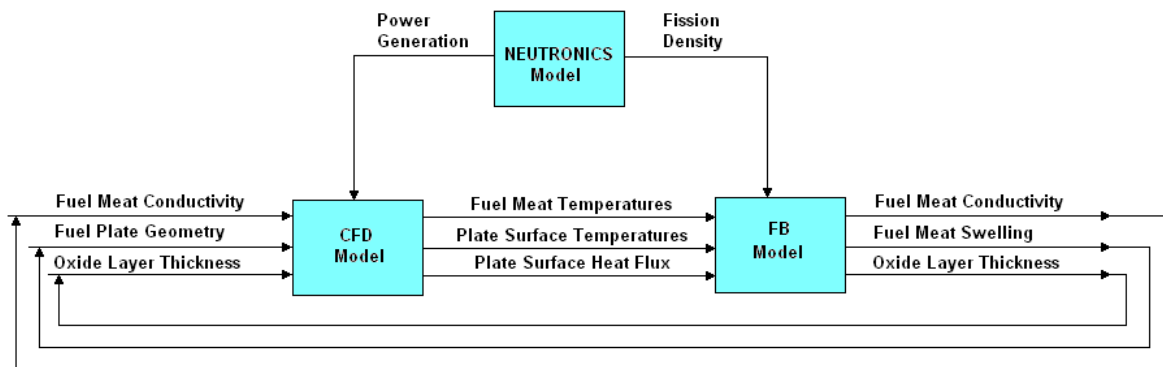 Power
Generation
NEUTRONICS
Model
Fission
Density
Fuel Meat Conductivity
Fuel Plate Geometry
Oxide Layer Thickness
CFD
Model
Fuel Meat Temperatures
Plate Surface Temperatures
Plate Surface Heat Flux
FB
Model
Fuel Meat Conductivity
Fuel Meat Swelling
Oxide Layer Thickness